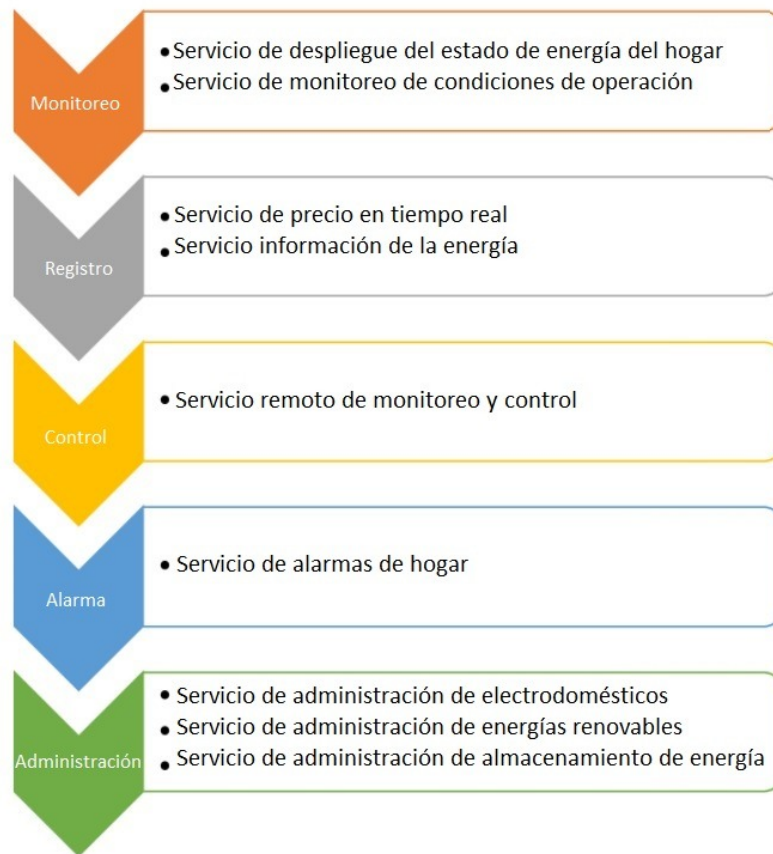 Monitoreo
• Servicio de despliegue del estado de energía del hogar
• Servicio de monitoreo de condiciones de operación
Registro
• Servicio de precio en tiempo real
• Servicio información de la energía
Control
• Servicio remoto de monitoreo y control
Alarma
• Servicio de alarmas de hogar
Administración
• Servicio de administración de electrodomésticos
• Servicio de administración de energías renovables
• Servicio de administración de almacenamiento de energía